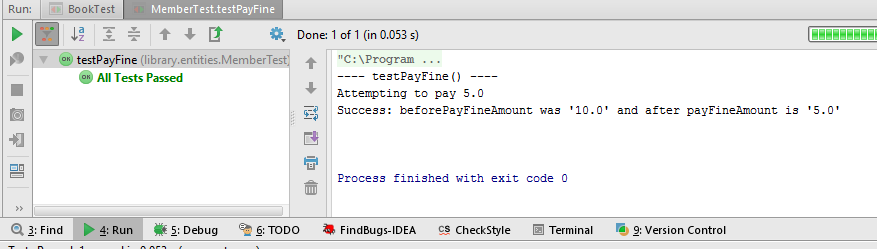 Run: BookTest MemberTest.testPayFine
Done: 1 of 1 (in 0.053 s)
testPayFine (library.entities.MemberTest)
OK All Tests Passed
"C:\Program ...
---- testPayFine() ----
Attempting to pay 5.0
Success: beforePayFineAmount was '10.0' and after payFineAmount is '5.0'
Process finished with exit code 0
3: Find 4: Run 5: Debug 6: TODO FindBugs-IDEA CS CheckStyle Terminal 9: Version Control